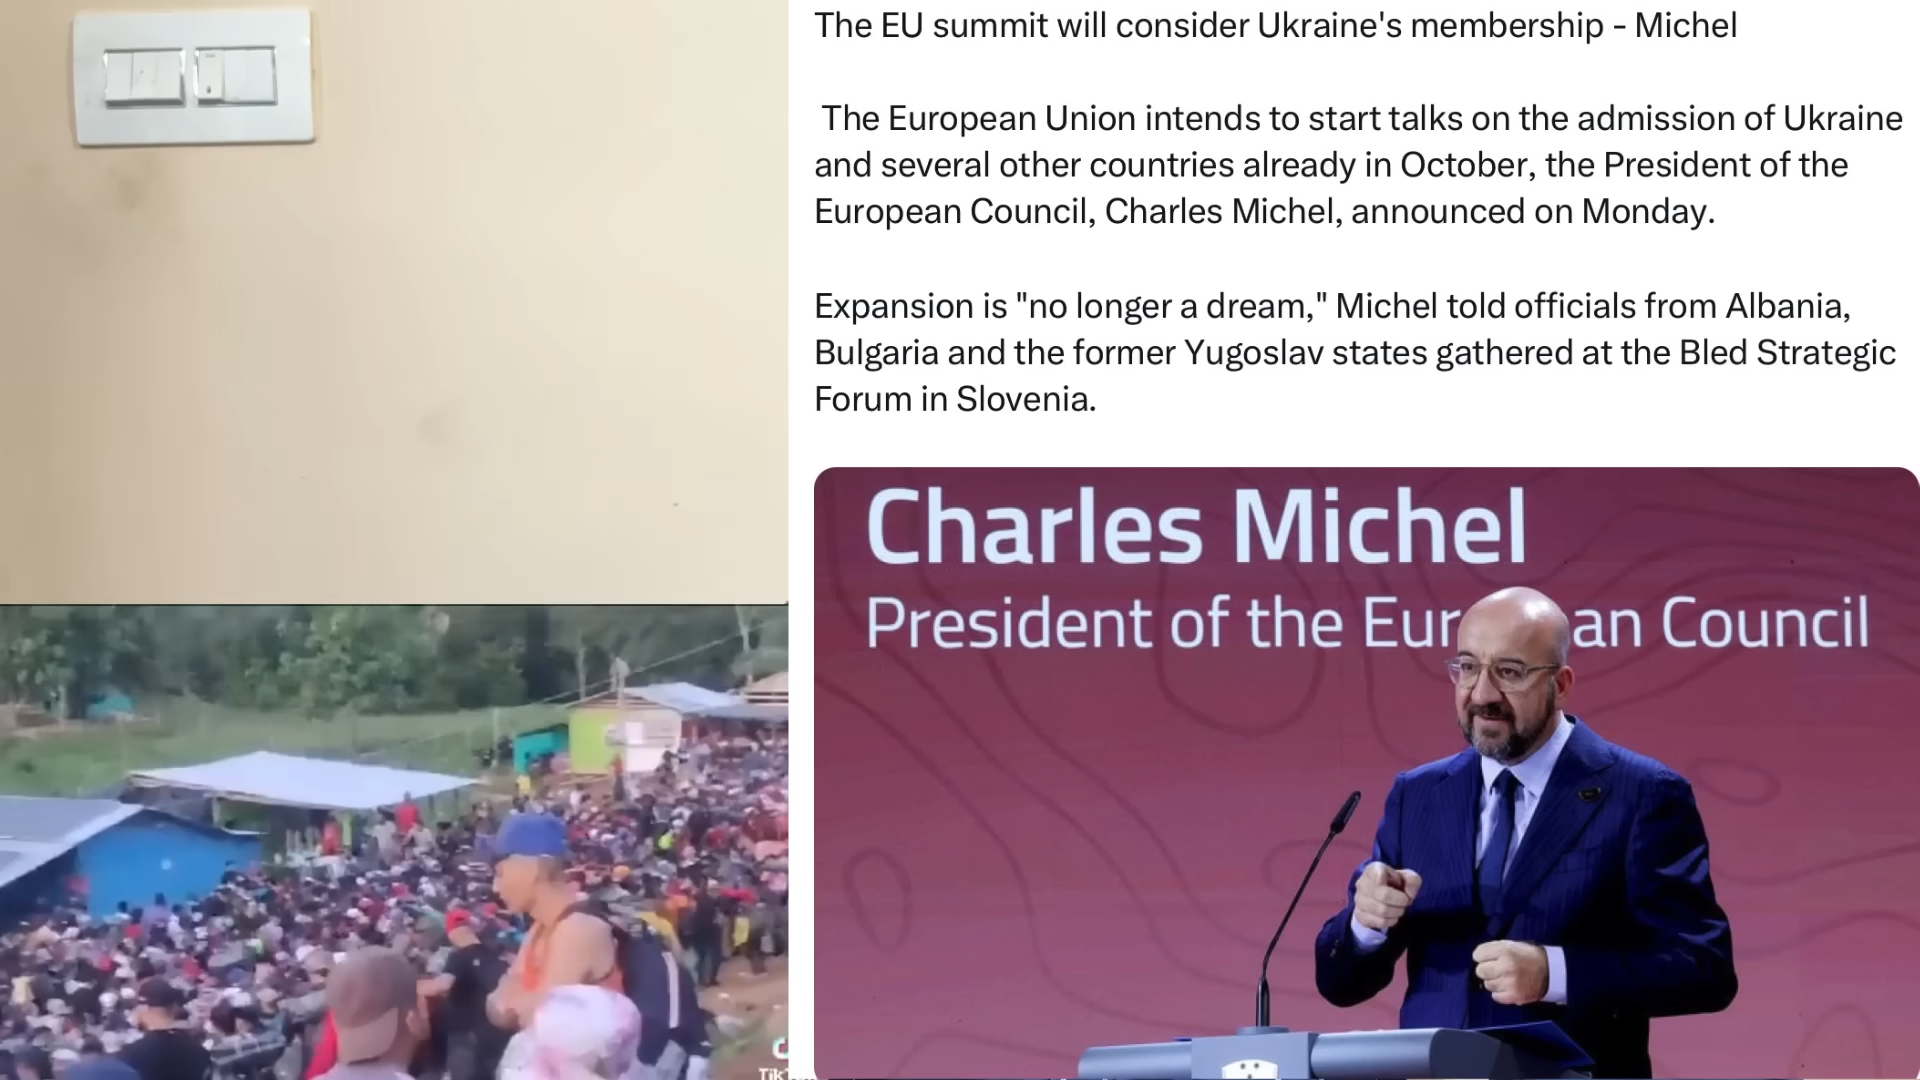 The EU summit will consider Ukraine's membership - Michel
The European Union intends to start talks on the admission of Ukraine
and several other countries already in October, the President of the
European Council, Charles Michel, announced on Monday.
Expansion is "no longer a dream," Michel told officials from Albania,
Bulgaria and the former Yugoslav states gathered at the Bled Strategic
Forum in Slovenia.
Charles Michel
President of the Eur an Council